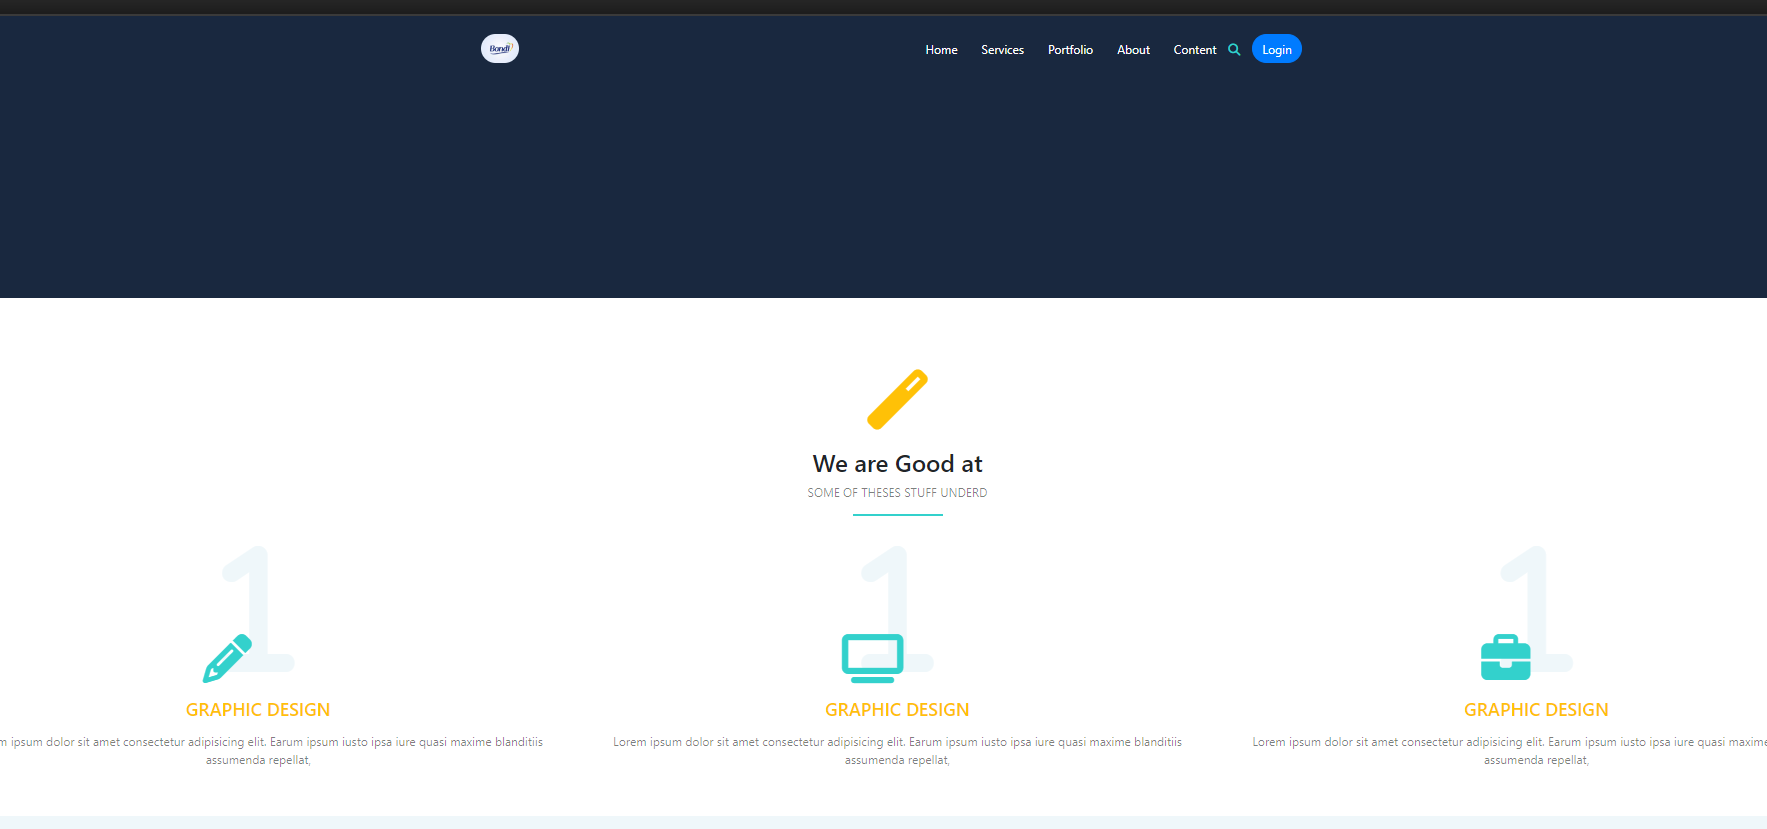 Bondi
Home Services Portfolio About Content Login
We are Good at
SOME OF THESES STUFF UNDERD
1 1 1
GRAPHIC DESIGN GRAPHIC DESIGN GRAPHIC DESIGN
m ipsum dolor sit amet consectetur adipisicing elit. Earum ipsum iusto ipsa iure quasi maxime blanditiis
assumenda repellat,
Lorem ipsum dolor sit amet consectetur adipisicing elit. Earum ipsum iusto ipsa iure quasi maxime blanditiis
assumenda repellat,
Lorem ipsum dolor sit amet consectetur adipisicing elit. Earum ipsum iusto ipsa iure quasi maxime
assumenda repellat,